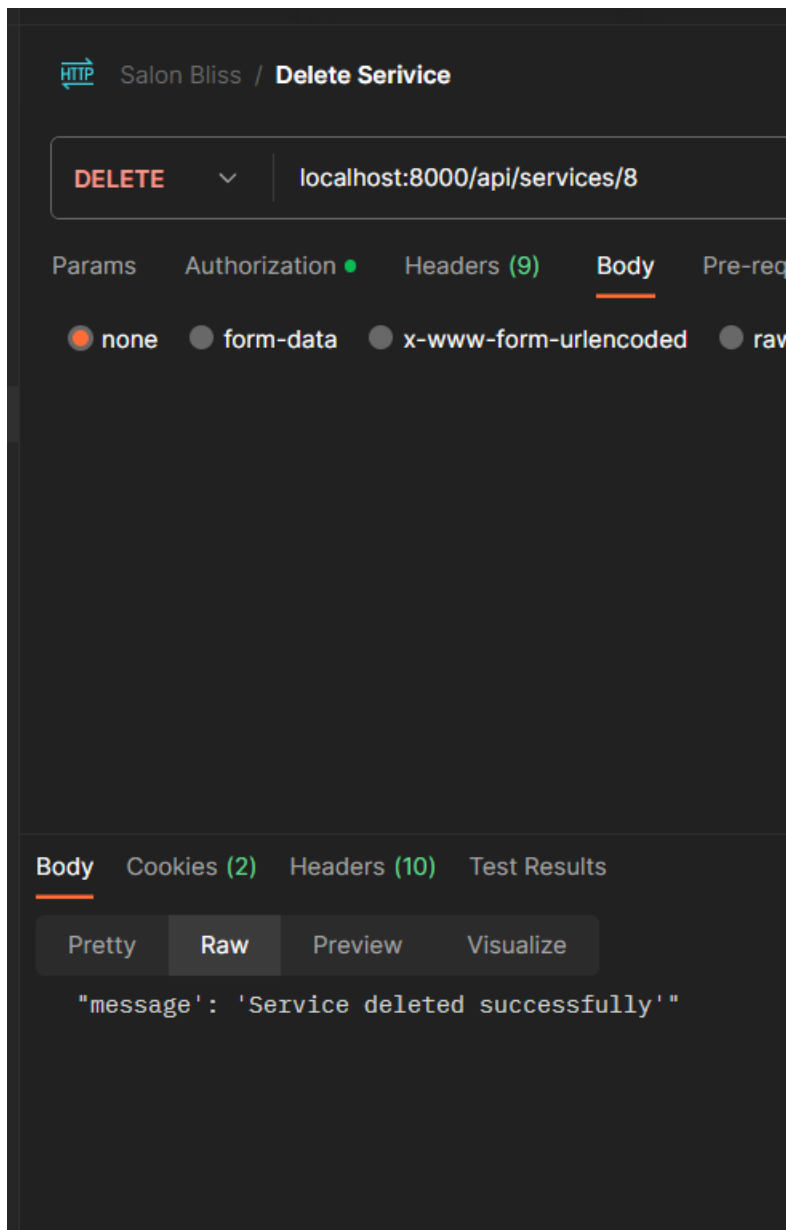 HTTP Salon Bliss / Delete Serivice
DELETE localhost:8000/api/services/8
Params Authorization Headers (9) Body Pre-req
none form-data x-www-form-urlencoded raw
Body Cookies (2) Headers (10) Test Results
Pretty Raw Preview Visualize
"message': 'Service deleted successfully'"